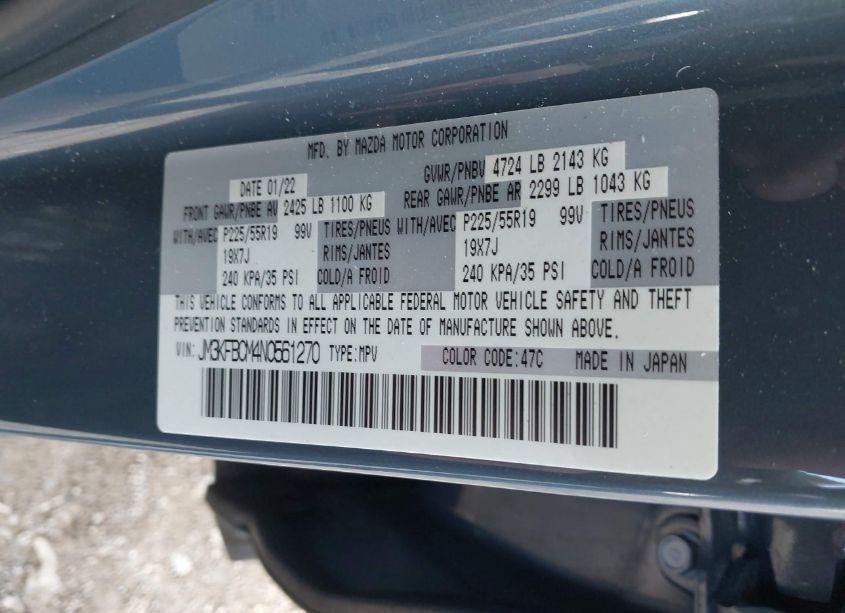 MFD. BY MAZDA MOTOR CORPORATION
DATE 01/22 GVWR/PNBV 4724 LB 2143 KG
FRONT GAWR/PNBE AV 2425 LB 1100 KG REAR GAWR/PNBE AR 2299 LB 1043 KG
WITH/AVEC P225/55R19 99V TIRES/PNEUS WITH/AVEC P225/55R19 99V TIRES/PNEUS
19X7J RIMS/JANTES 19X7J RIMS/JANTES
240 KPA/35 PSI COLD/A FROID 240 KPA/35 PSI COLD/A FROID
THIS VEHICLE CONFORMS TO ALL APPLICABLE FEDERAL MOTOR VEHICLE SAFETY AND THEFT
PREVENTION STANDARDS IN EFFECT ON THE DATE OF MANUFACTURE SHOWN ABOVE.
VIN: JM3KFBCM4N0561270 TYPE:MPV COLOR CODE:47C MADE IN JAPAN